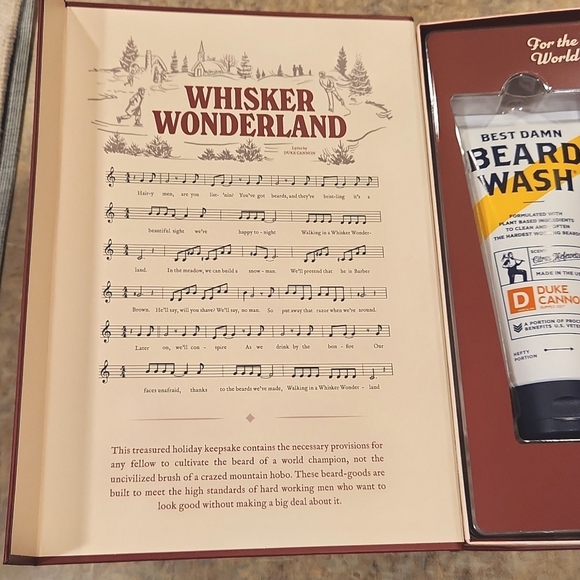 WHISKER
WONDERLAND
Lyrics by
DUKE CANNON
Hair-y men, are you lis- 'nin? You've got beards, and they're beist-ling it's a
beautiful sight we're happy to - night Walking in a Whisker Wonder-
land. In the meadow, we can build a snow - man. We'll pretend that he is Barber
Brown. He'll say, will you shave? We'll say, no man. So put away that razor when we're around.
Later on, we'll con - spire As we drink by the bon - fire Our
faces unafraid, thanks to the beards we've made, Walking in a Whisker Wonder - land
This treasured holiday keepsake contains the necessary provisions for
any fellow to cultivate the beard of a world champion, not the
uncivilized brush of a crazed mountain hobo. These beard-goods are
built to meet the high standards of hard working men who want to
look good without making a big deal about it.
For the
World
BEST DAMN
BEARD
WASH
FORMULATED WITH
PLANT BASED INGREDIENTS
TO CLEAN AND SOFTEN
THE HARDEST WORKING BEARDS
SCENT
MADE IN THE
DUKE
CANNO
A PORTION OF
BENEFITS U.S. VETE
HEFTY
PORTION